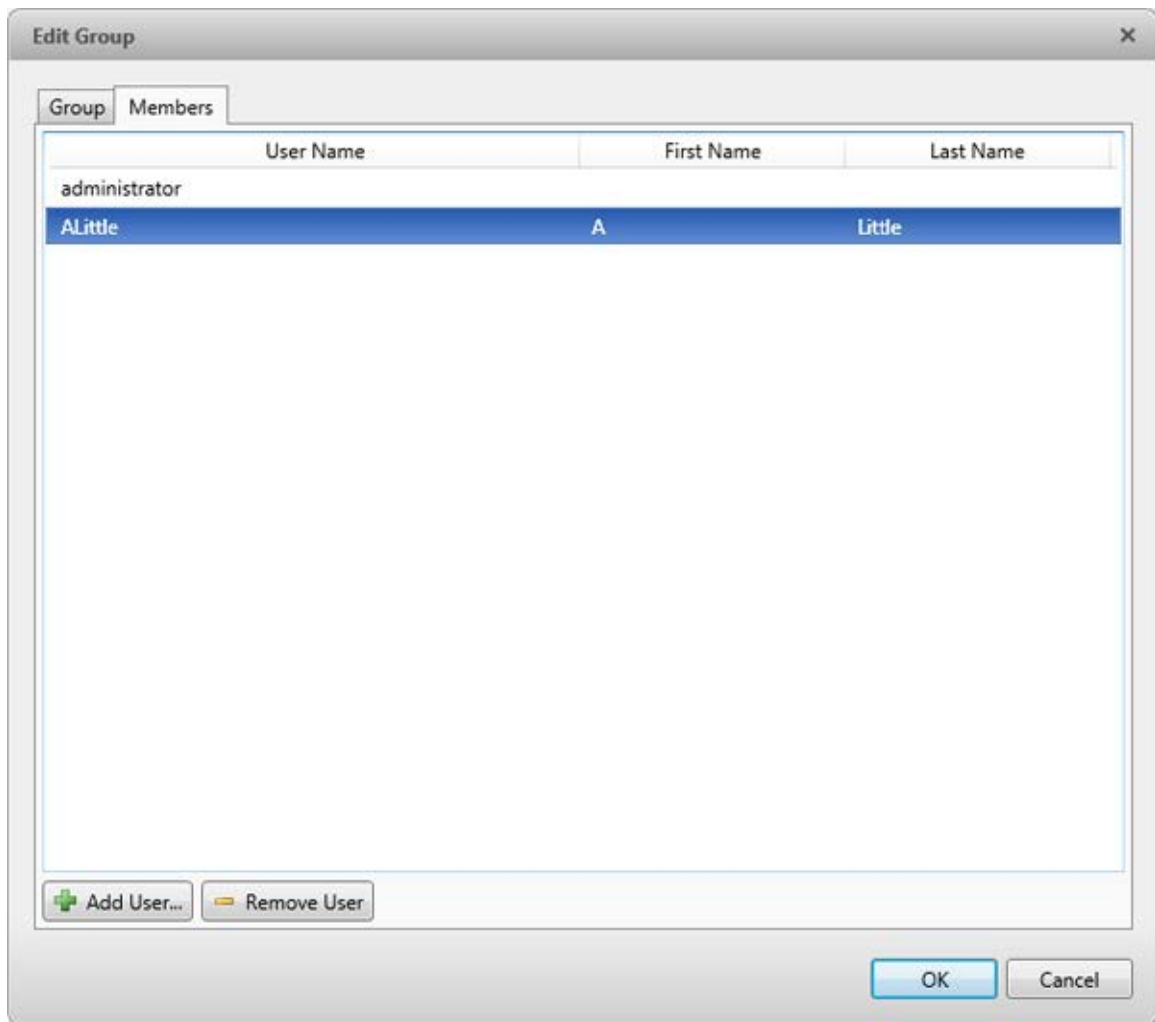 Edit Group
Group Members
User Name First Name Last Name
administrator
ALittle A Little
Add User... Remove User
OK Cancel